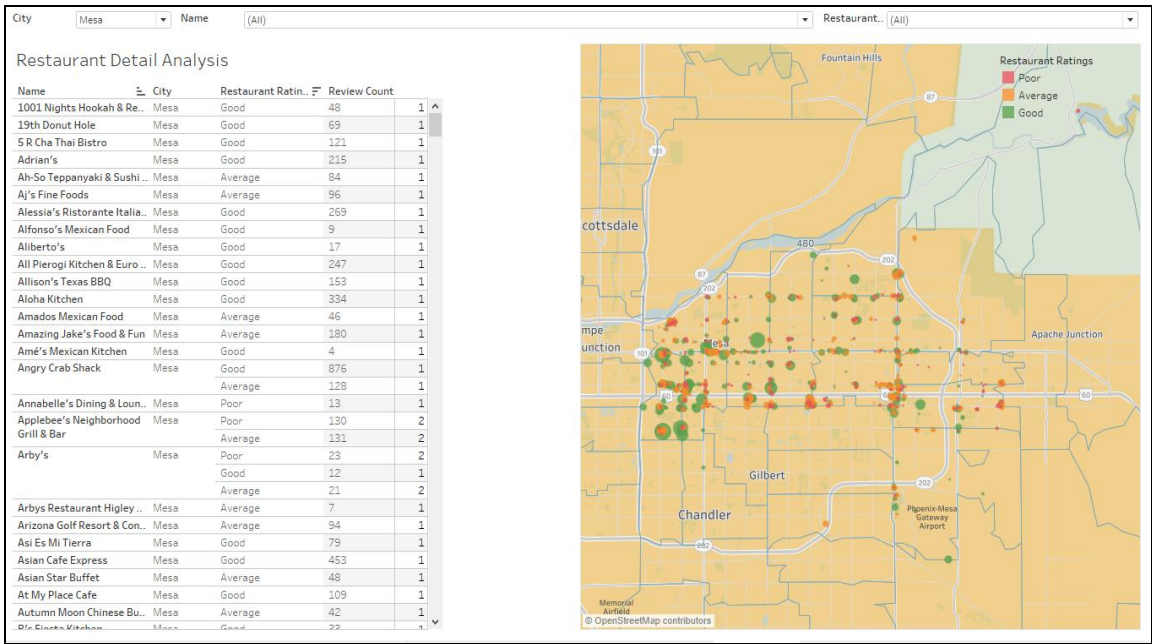 City Mesa Name (All) Restaurant.. (All)
Restaurant Detail Analysis
Name City Restaurant Ratin.. Review Count
1001 Nights Hookah & Re.. Mesa Good 48 1
19th Donut Hole Mesa Good 69 1
5 R Cha Thai Bistro Mesa Good 121 1
Adrian's Mesa Good 215 1
Ah-So Teppanyaki & Sushi .. Mesa Average 84 1
Aj's Fine Foods Mesa Average 96 1
Alessia's Ristorante Italia.. Mesa Good 269 1
Alfonso's Mexican Food Mesa Good 9 1
Aliberto's Mesa Good 17 1
All Pierogi Kitchen & Euro .. Mesa Good 247 1
Allison's Texas BBQ Mesa Good 153 1
Aloha Kitchen Mesa Good 334 1
Amados Mexican Food Mesa Average 46 1
Amazing Jake's Food & Fun Mesa Average 180 1
Amé's Mexican Kitchen Mesa Good 4 1
Angry Crab Shack Mesa Good 876 1
Average 128 1
Annabelle's Dining & Loun.. Mesa Poor 13 1
Applebee's Neighborhood Mesa Poor 130 2
Grill & Bar Average 131 2
Arby's Mesa Poor 23 2
Good 12 1
Average 21 2
Arbys Restaurant Higley .. Mesa Average 7 1
Arizona Golf Resort & Con.. Mesa Average 94 1
Asi Es Mi Tierra Mesa Good 79 1
Asian Cafe Express Mesa Good 453 1
Asian Star Buffet Mesa Average 48 1
At My Place Cafe Mesa Good 109 1
Autumn Moon Chinese Bu.. Mesa Average 42 1
B's Fiesta Kitchen Mesa Good 33 1
Restaurant Ratings
Poor
Average
Good
Fountain Hills
87
101
cottsdale
480
202
87
202
mpe
unction
101
Mesa
Apache Junction
60
60
Gilbert
202
Chandler
Phoenix-Mesa
Gateway
Airport
202
Memorial
Airfield
© OpenStreetMap contributors